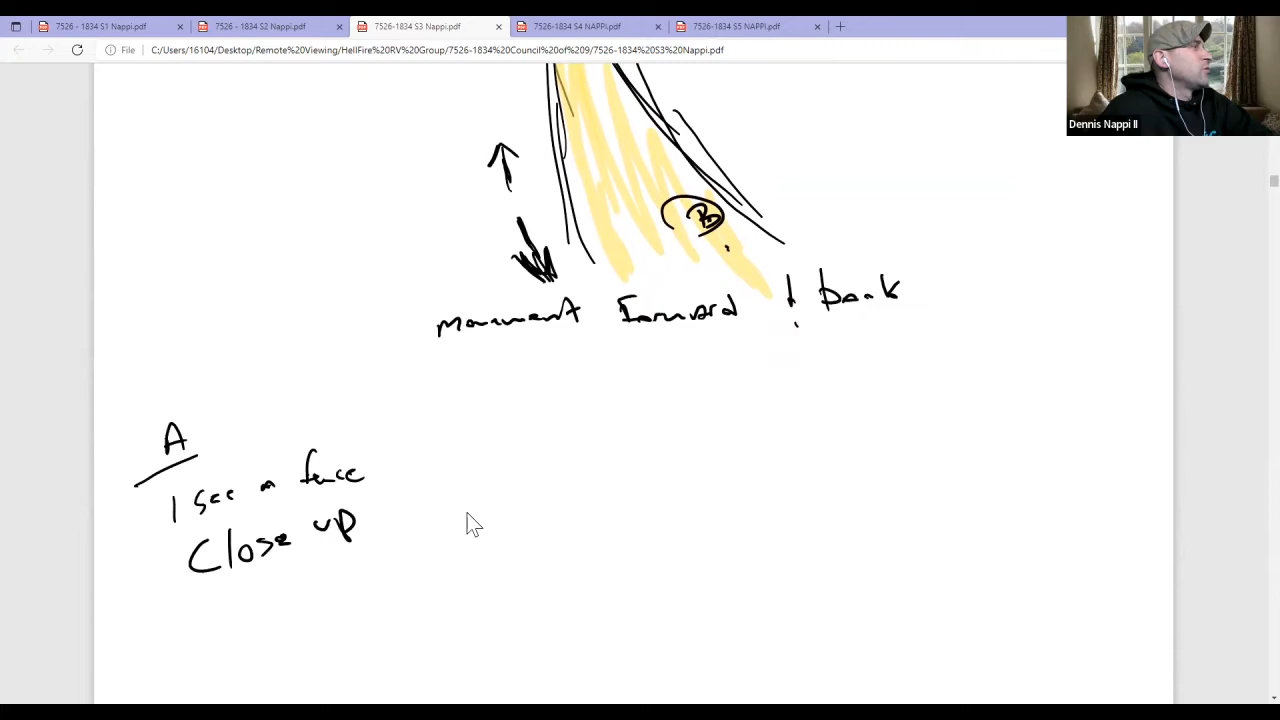 7526 - 1834 S1 Nappi.pdf
7526 - 1834 S2 Nappi.pdf
7526-1834 S3 Nappi.pdf
7526-1834 S4 NAPPI.pdf
7526-1834 S5 NAPPI.pdf
File
C:/Users/16104/Desktop/Remote%20Viewing/HellFire%20RV%20Group/7526-1834%20Council%20of%209/7526-1834%20S3%20Nappi.pdf
Dennis Nappi II
B
movement Forward & back
A
I see a face
Close up